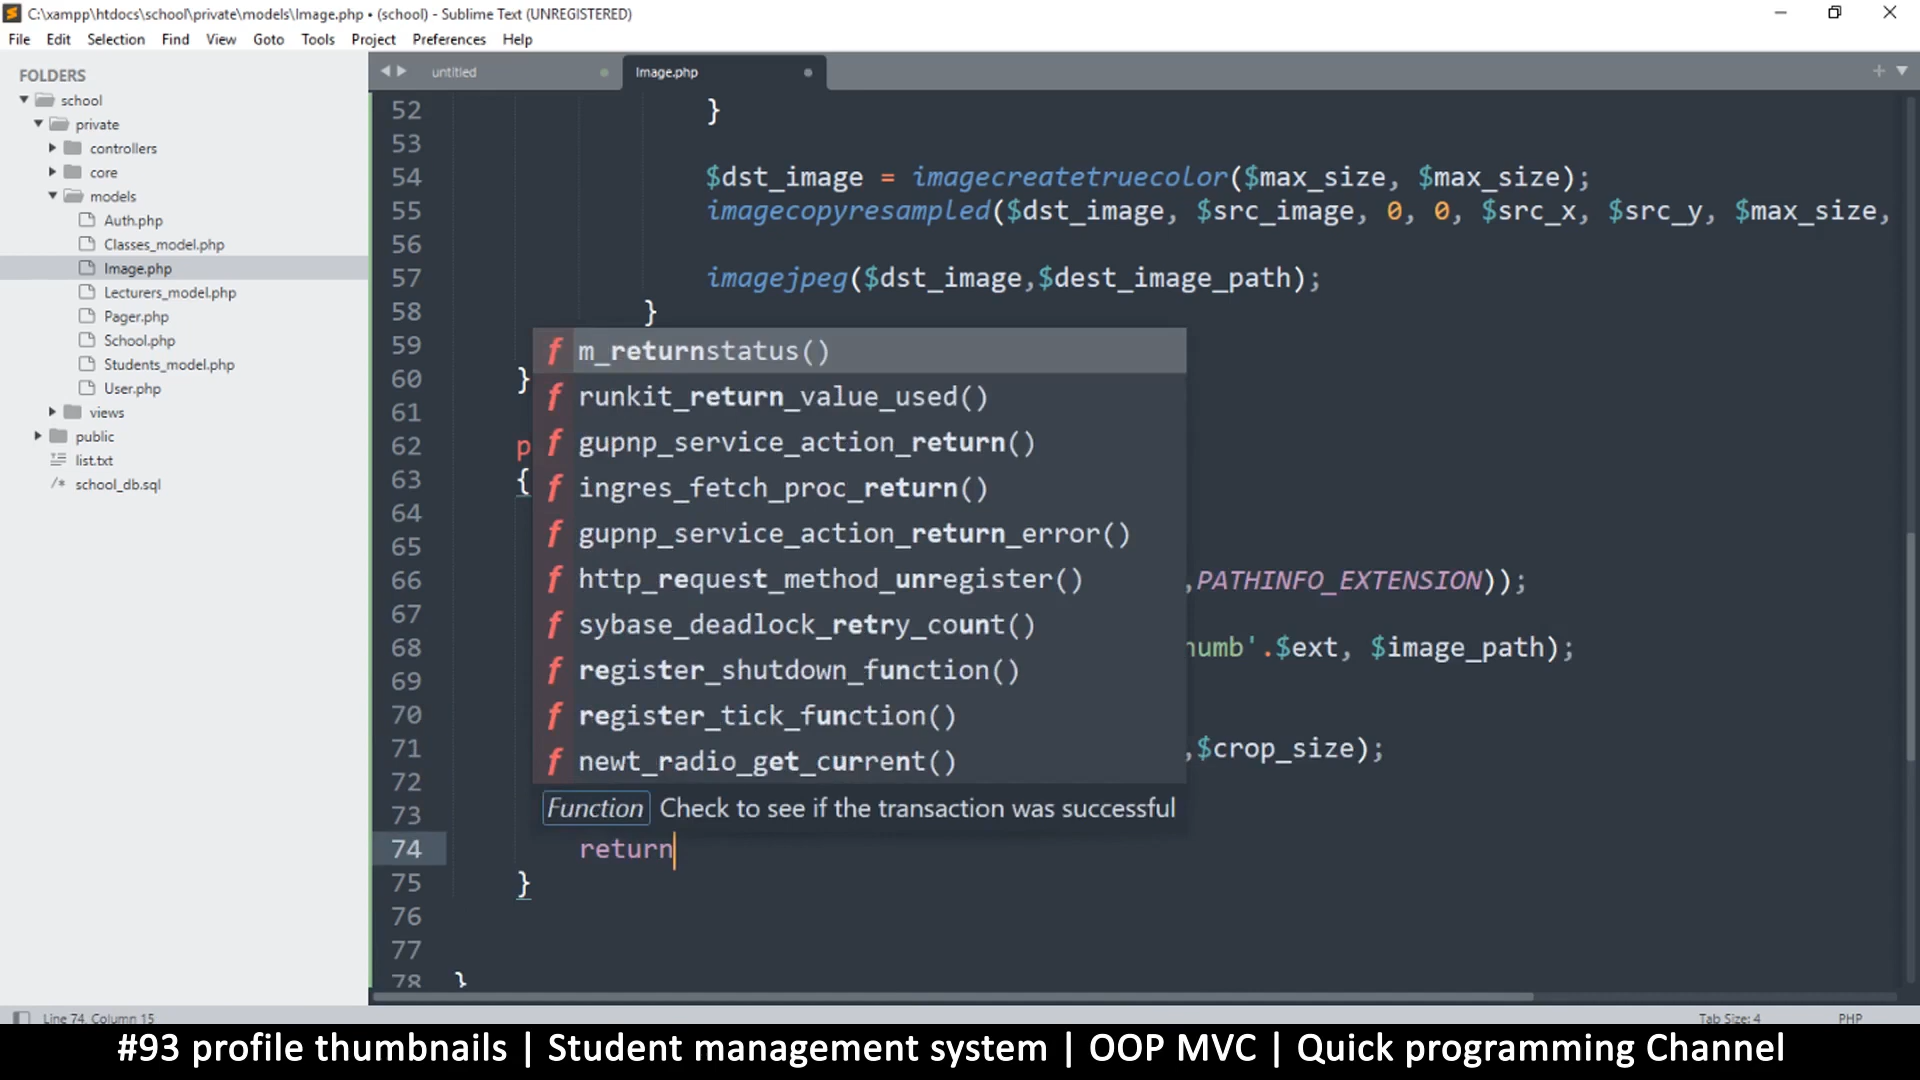 C:\xampp\htdocs\school\private\models\Image.php • (school) - Sublime Text (UNREGISTERED)
File Edit Selection Find View Goto Tools Project Preferences Help
FOLDERS
school
private
controllers
core
models
Auth.php
Classes_model.php
Image.php
Lecturers_model.php
Pager.php
School.php
Students_model.php
User.php
views
public
list.txt
school_db.sql
untitled
Image.php
52 }
53
54 $dst_image = imagecreatetruecolor($max_size, $max_size);
55 imagecopyresampled($dst_image, $src_image, 0, 0, $src_x, $src_y, $max_size,
56
57 imagejpeg($dst_image,$dest_image_path);
58 }
59
60 }
61
62 p
63 {
64
65
66 ,PATHINFO_EXTENSION));
67
68 humb'.$ext, $image_path);
69
70
71 ,$crop_size);
72
73
74 return
75 }
76
77
78 }
f m_returnstatus()
f runkit_return_value_used()
f gupnp_service_action_return()
f ingres_fetch_proc_return()
f gupnp_service_action_return_error()
f http_request_method_unregister()
f sybase_deadlock_retry_count()
f register_shutdown_function()
f register_tick_function()
f newt_radio_get_current()
Function Check to see if the transaction was successful
Line 74, Column 15
Tab Size: 4
PHP
#93 profile thumbnails | Student management system | OOP MVC | Quick programming Channel